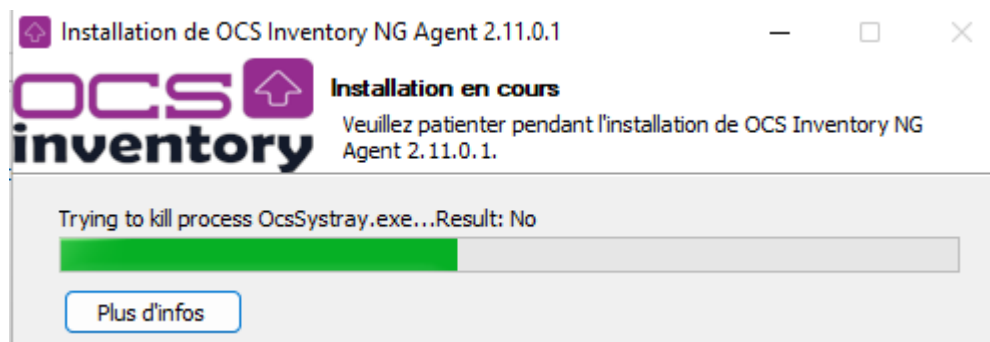 Installation de OCS Inventory NG Agent 2.11.0.1
OCS
inventory
Installation en cours
Veuillez patienter pendant l'installation de OCS Inventory NG
Agent 2.11.0.1.
Trying to kill process OcsSystray.exe...Result: No
Plus d'infos